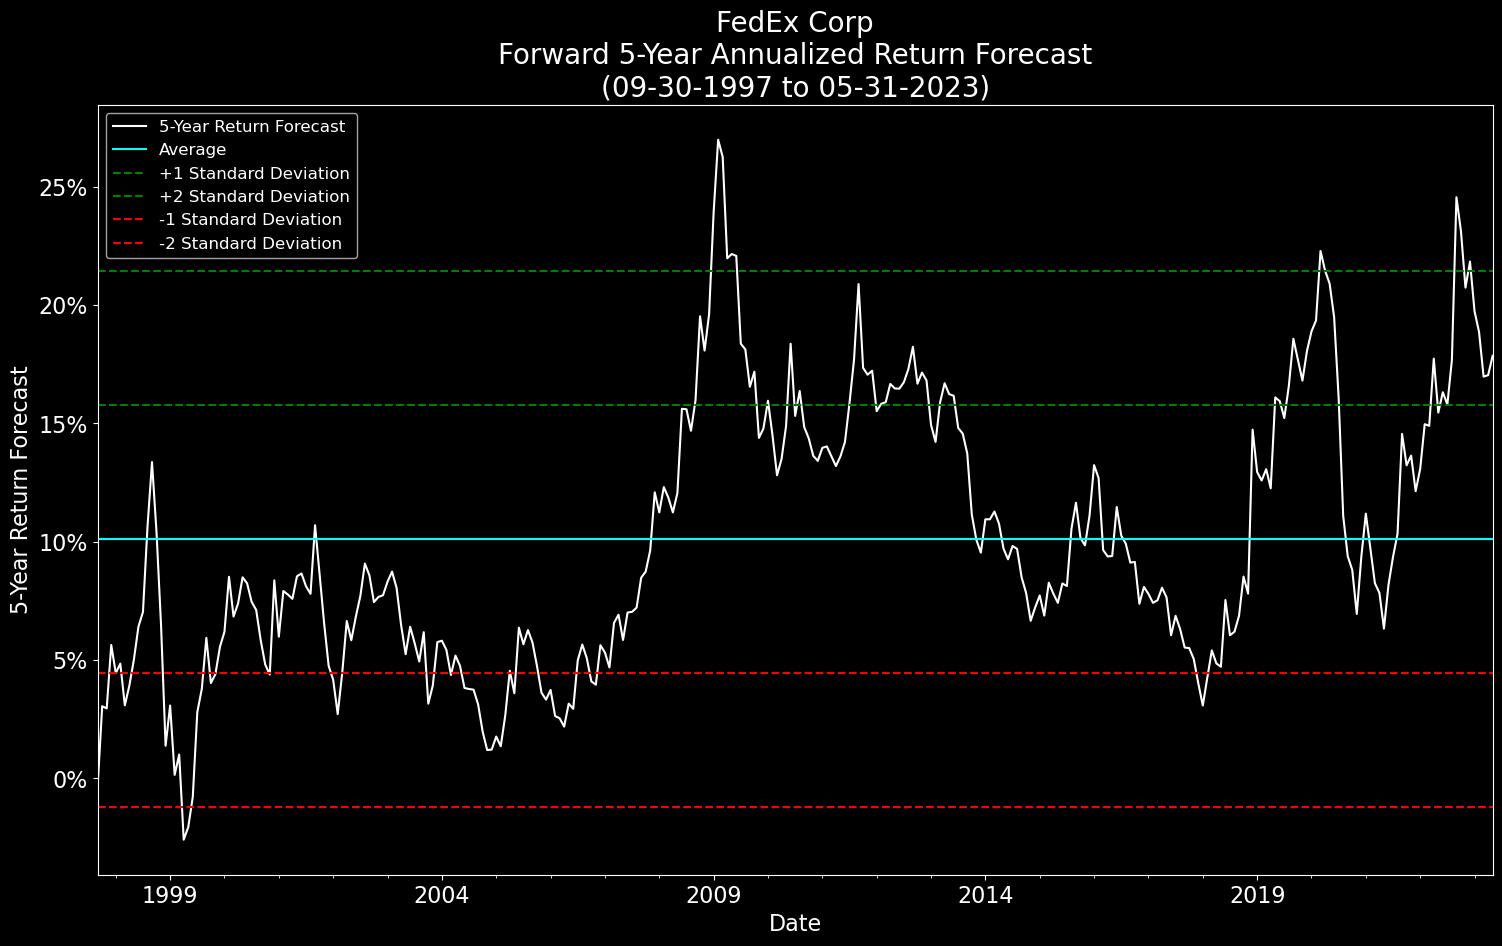 FedEx Corp
Forward 5-Year Annualized Return Forecast
(09-30-1997 to 05-31-2023)
5-Year Return Forecast
Average
+1 Standard Deviation
+2 Standard Deviation
-1 Standard Deviation
-2 Standard Deviation
25%
20%
15%
10%
5%
0%
5-Year Return Forecast
1999 2004 2009 2014 2019
Date